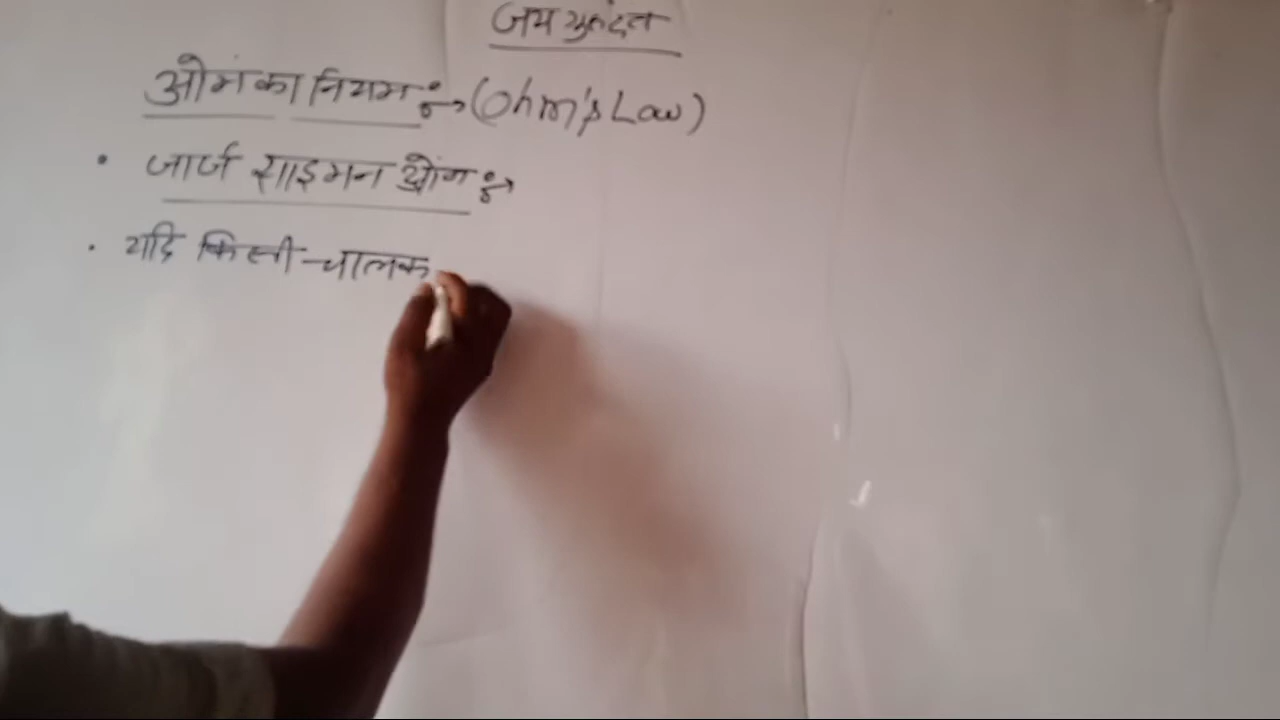 जय गुरुदेव
ओम का नियम :→ (Ohm's Law)
• जार्ज साइमन ओम :→
• यदि किसी चालक